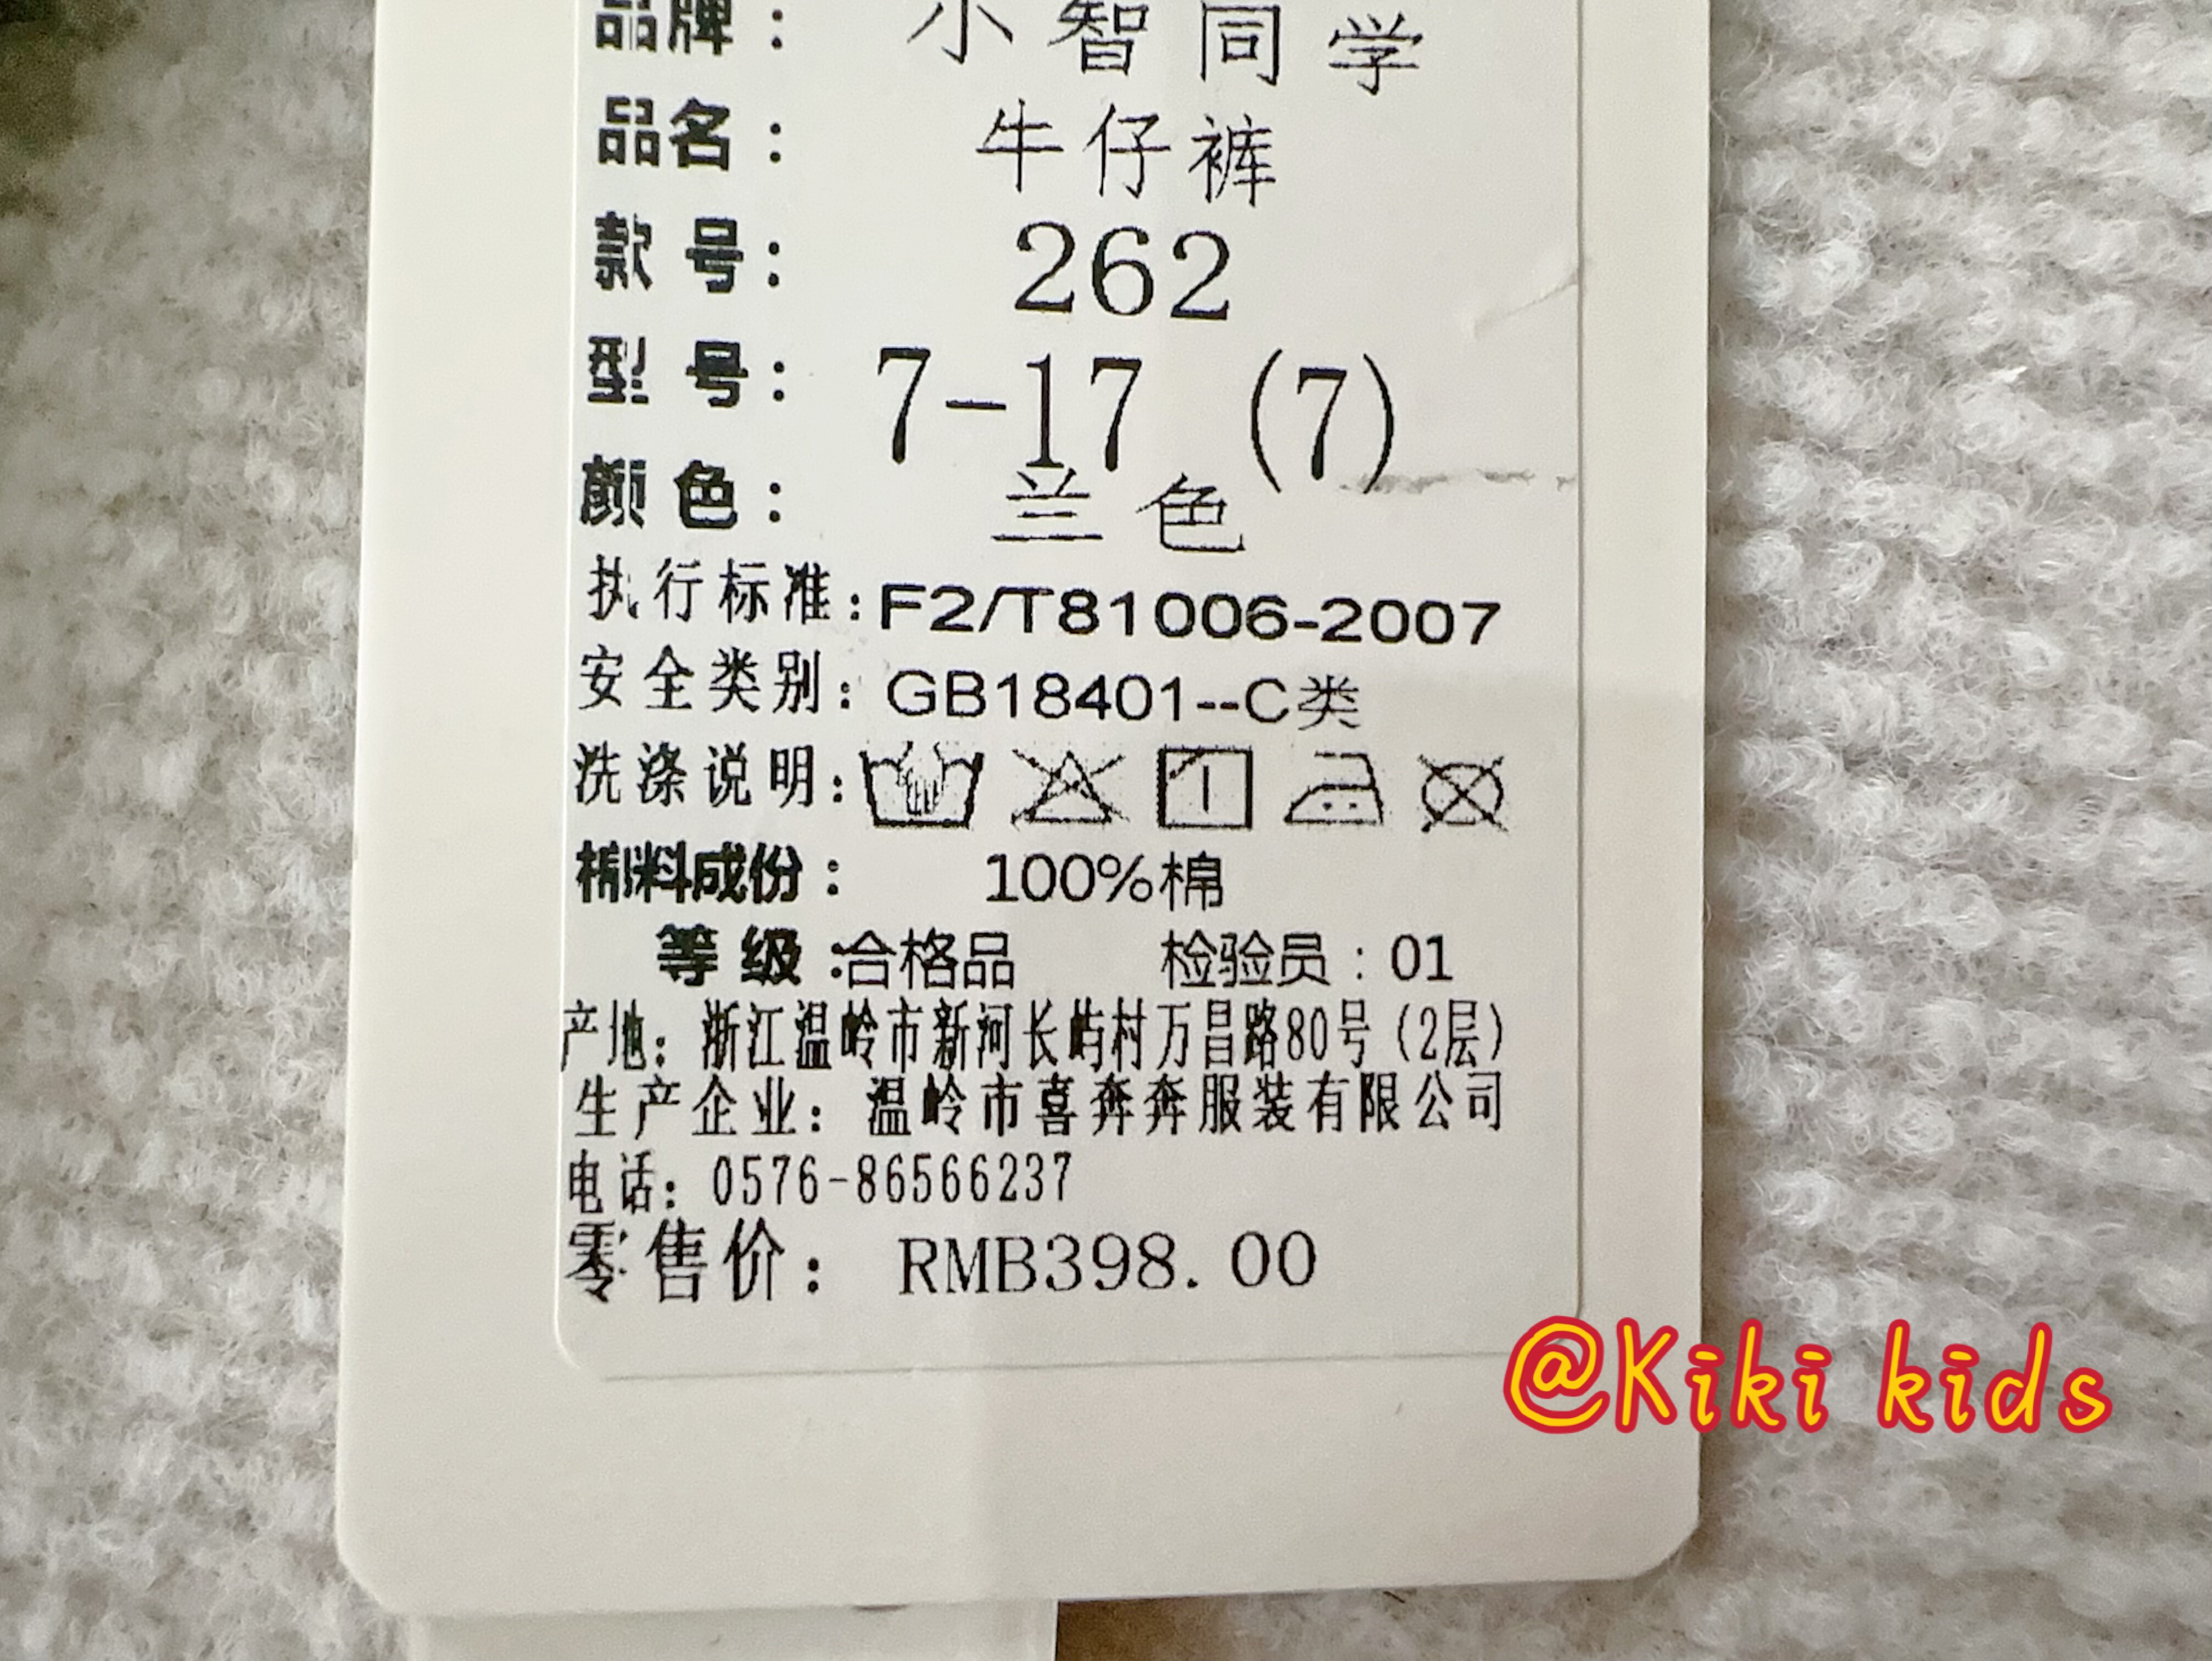 品牌： 小智同学
品名： 牛仔裤
款号： 262
型号： 7-17 (7)
颜色： 兰色
执行标准：F2/T81006-2007
安全类别：GB18401--C类
洗涤说明：
棉料成份： 100%棉
等级：合格品 检验员：01
产地：浙江温岭市新河长屿村万昌路80号（2层）
生产企业：温岭市喜奔奔服装有限公司
电话：0576-86566237
零售价：RMB398.00
@Kiki kids